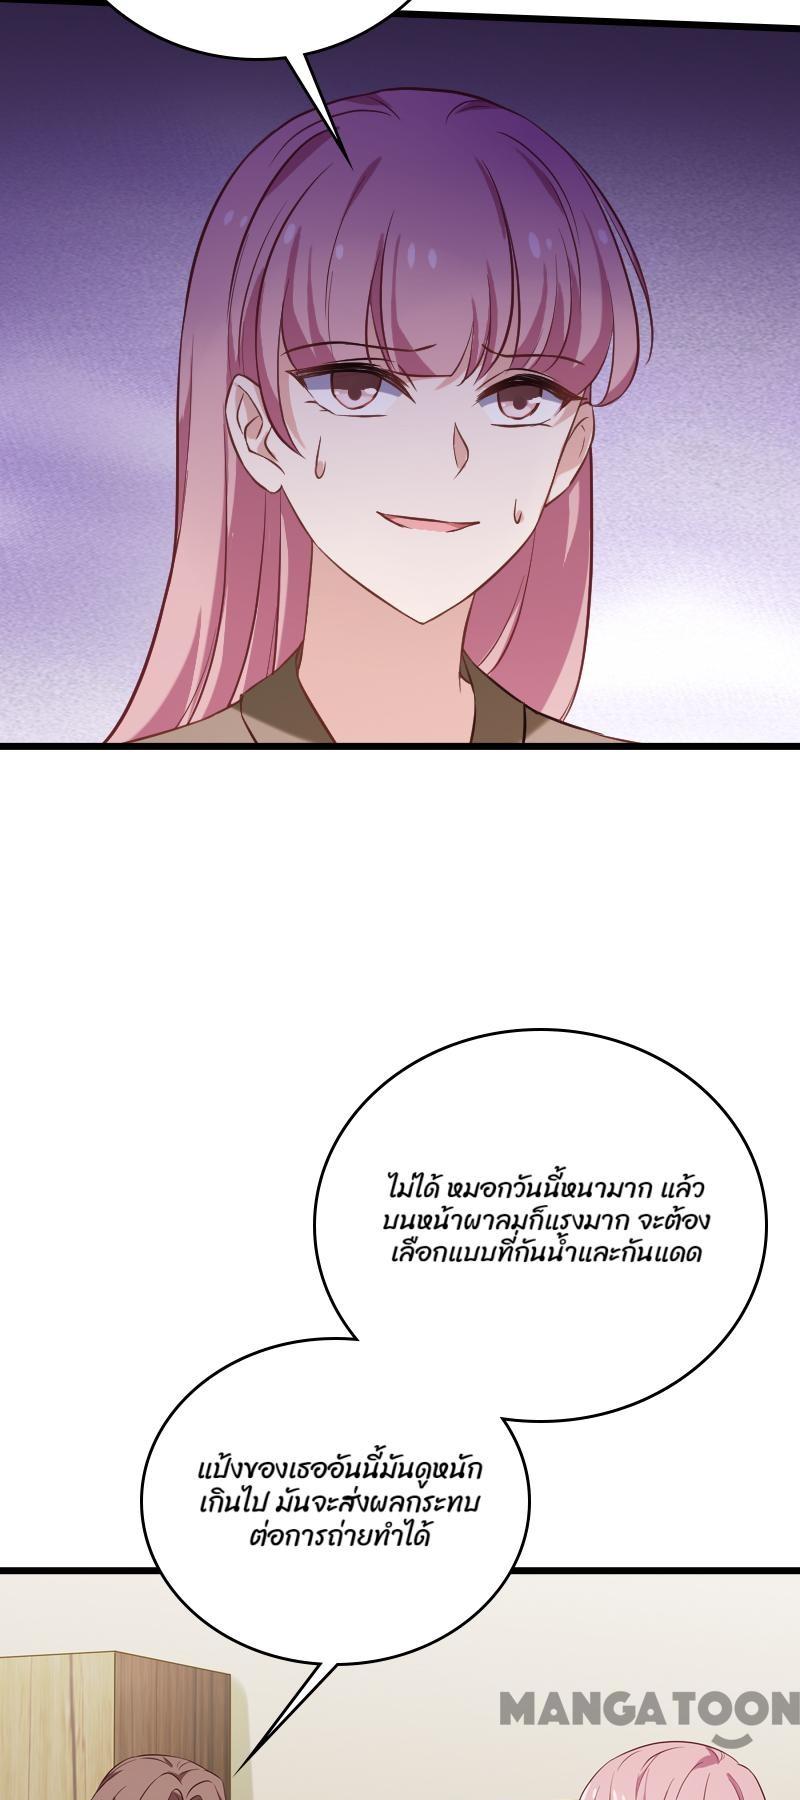 ไม่ได้ หมอกวันนี้หนามาก แล้ว
บนหน้าผาลมก็แรงมาก จะต้อง
เลือกแบบที่กันน้ำและกันแดด
แป้งของเธออันนี้มันดูหนัก
เกินไป มันจะส่งผลกระทบ
ต่อการถ่ายทำได้
MANGATOON